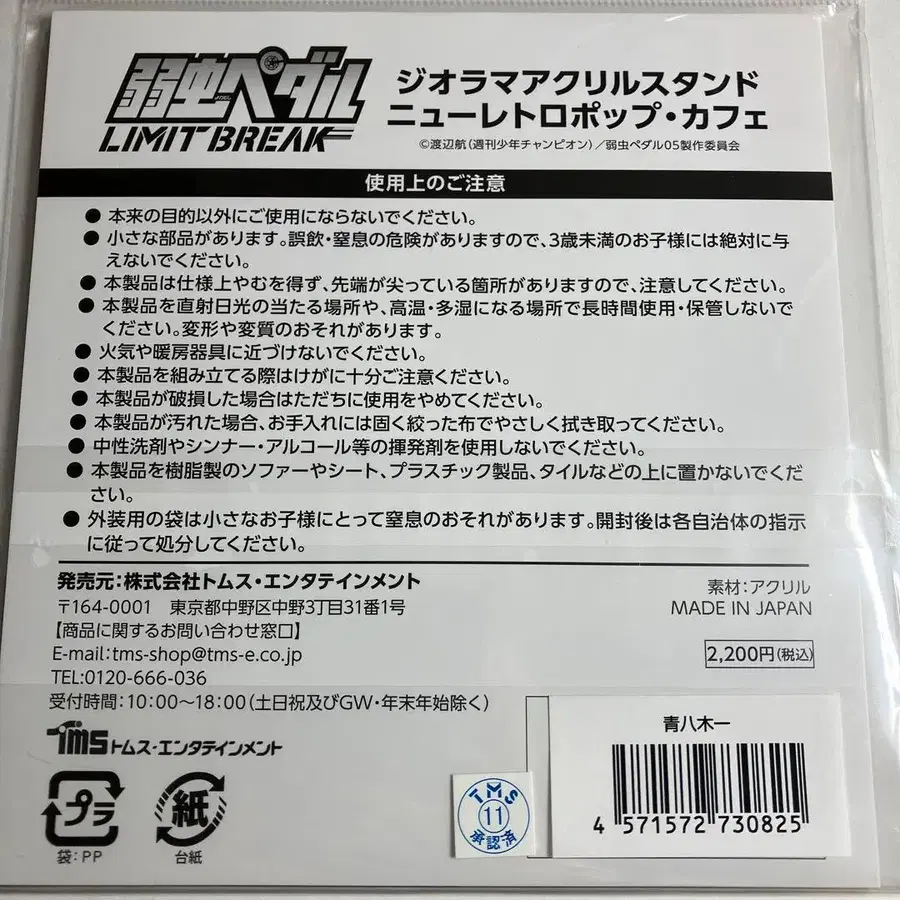 弱虫ペダル
LIMIT BREAK
ジオラマアクリルスタンド
ニューレトロポップ・カフェ
©渡辺航(週刊少年チャンピオン)/弱虫ペダル05製作委員会
使用上のご注意
● 本来の目的以外にご使用にならないでください。
● 小さな部品があります。誤飲・窒息の危険がありますので、3歳未満のお子様には絶対に与
えないでください。
● 本製品は仕様上やむを得ず、先端が尖っている箇所がありますので、注意してください。
● 本製品を直射日光の当たる場所や、高温・多湿になる場所で長時間使用・保管しないで
ください。変形や変質のおそれがあります。
● 火気や暖房器具に近づけないでください。
● 本製品を組み立てる際はけがに十分ご注意ください。
● 本製品が破損した場合はただちに使用をやめてください。
● 本製品が汚れた場合、お手入れには固く絞った布でやさしく拭き取ってください。
● 中性洗剤やシンナー・アルコール等の揮発剤を使用しないでください。
● 本製品を樹脂製のソファーやシート、プラスチック製品、タイルなどの上に置かないでくだ
さい。
● 外装用の袋は小さなお子様にとって窒息のおそれがあります。開封後は各自治体の指示
に従って処分してください。
発売元:株式会社トムス・エンタテインメント
〒164-0001 東京都中野区中野3丁目31番1号
【商品に関するお問い合わせ窓口】
E-mail:tms-shop@tms-e.co.jp
TEL:0120-666-036
受付時間:10:00〜18:00(土日祝及びGW・年末年始除く)
素材:アクリル
MADE IN JAPAN
2,200円(税込)
tms トムス・エンタテインメント
プラ
袋:PP
紙
台紙
TMS
11
承認済
青八木一
4 571572 730825